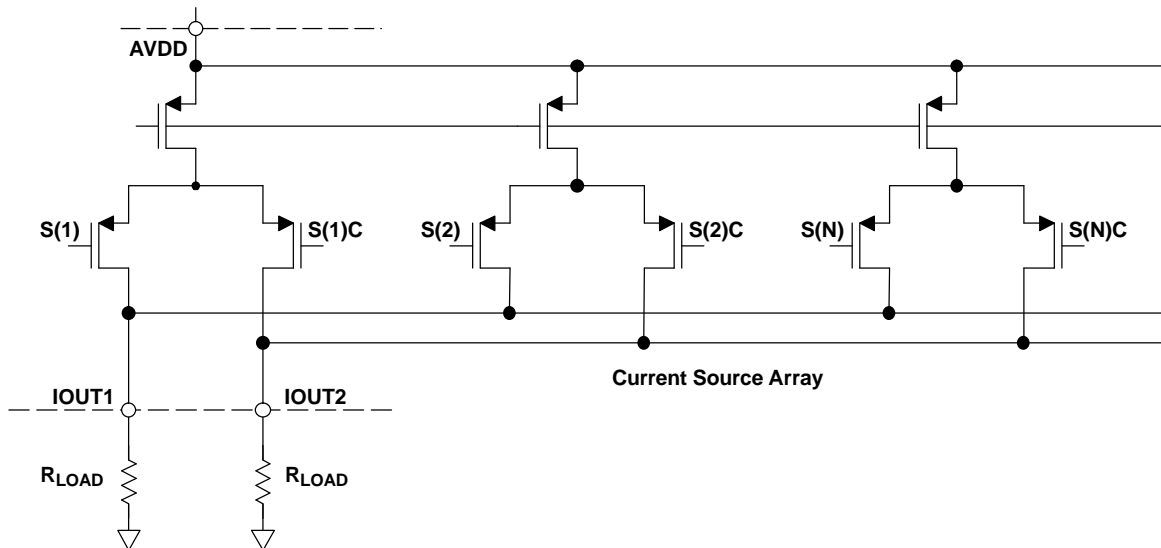 AVDD
S(1)
S(1)C
S(2)
S(2)C
S(N)
S(N)C
Current Source Array
IOUT1
IOUT2
RLOAD
RLOAD